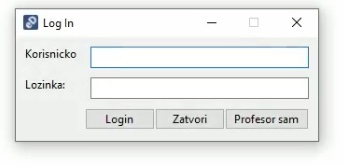 Log In
Korisnicko
Lozinka:
Login Zatvori Profesor sam